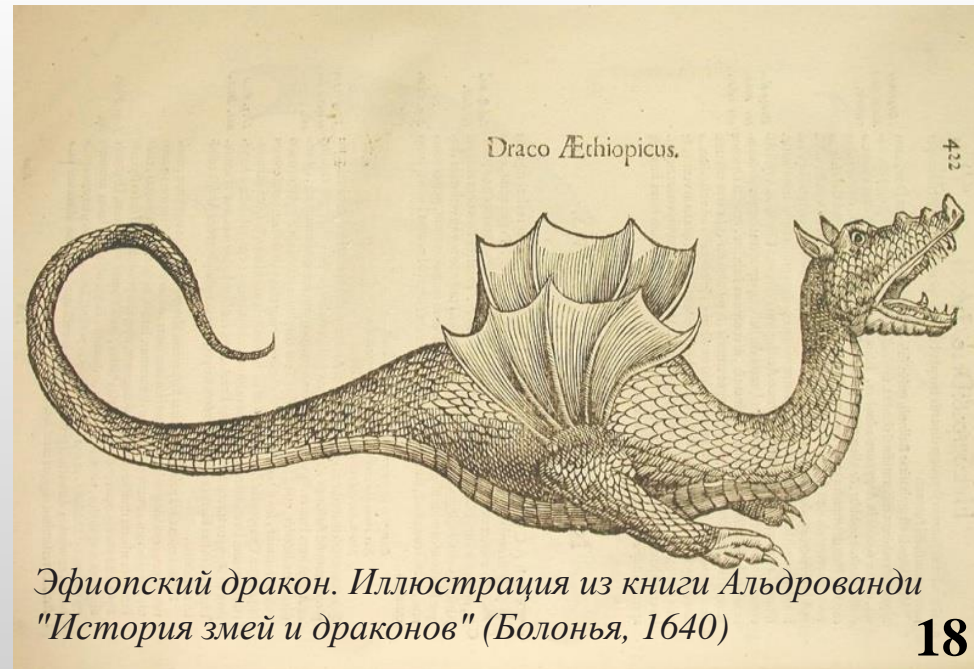 Draco Æthiopicus.
422
Эфиопский дракон. Иллюстрация из книги Альдрованди
"История змей и драконов" (Болонья, 1640)
18